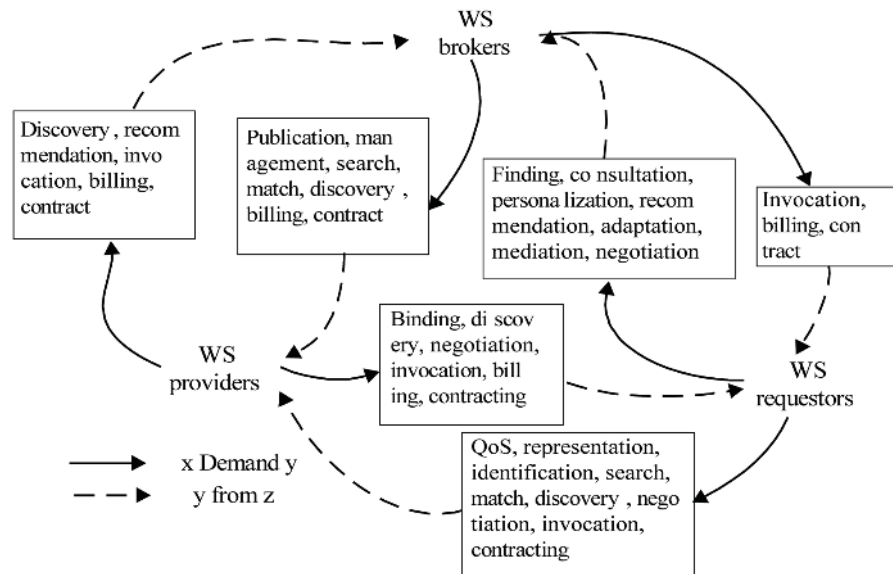 WS
brokers
Discovery , recom
mendation, invo
cation, billing,
contract
Publication, man
agement, search,
match, discovery ,
billing, contract
Finding, co nsultation,
persona lization, recom
mendation, adaptation,
mediation, negotiation
Invocation,
billing, con
tract
WS
providers
Binding, di scov
ery, negotiation,
invocation, bill
ing, contracting
WS
requestors
QoS, representation,
identification, search,
match, discovery , nego
tiation, invocation,
contracting
x Demand y
y from z